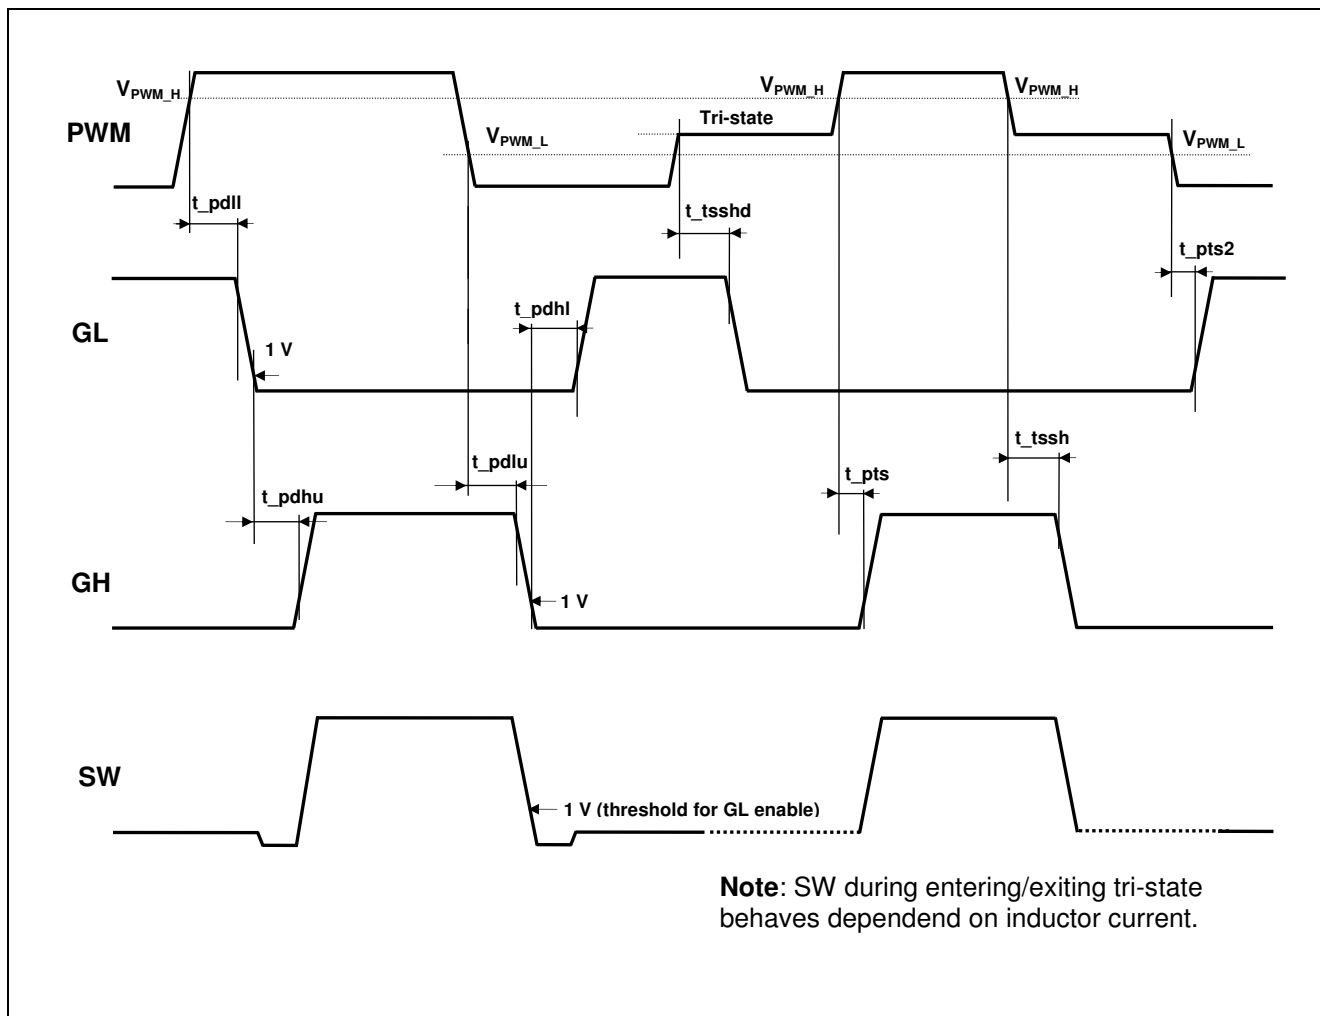 V_PWM_H
V_PWM_H
V_PWM_H
PWM
Tri-state
V_PWM_L
V_PWM_L
t_pdll
t_tsshd
t_pts2
GL
t_pdhl
1 V
t_pdlu
t_pts
t_tssh
t_pdhu
GH
1 V
SW
1 V (threshold for GL enable)
Note: SW during entering/exiting tri-state
behaves dependend on inductor current.